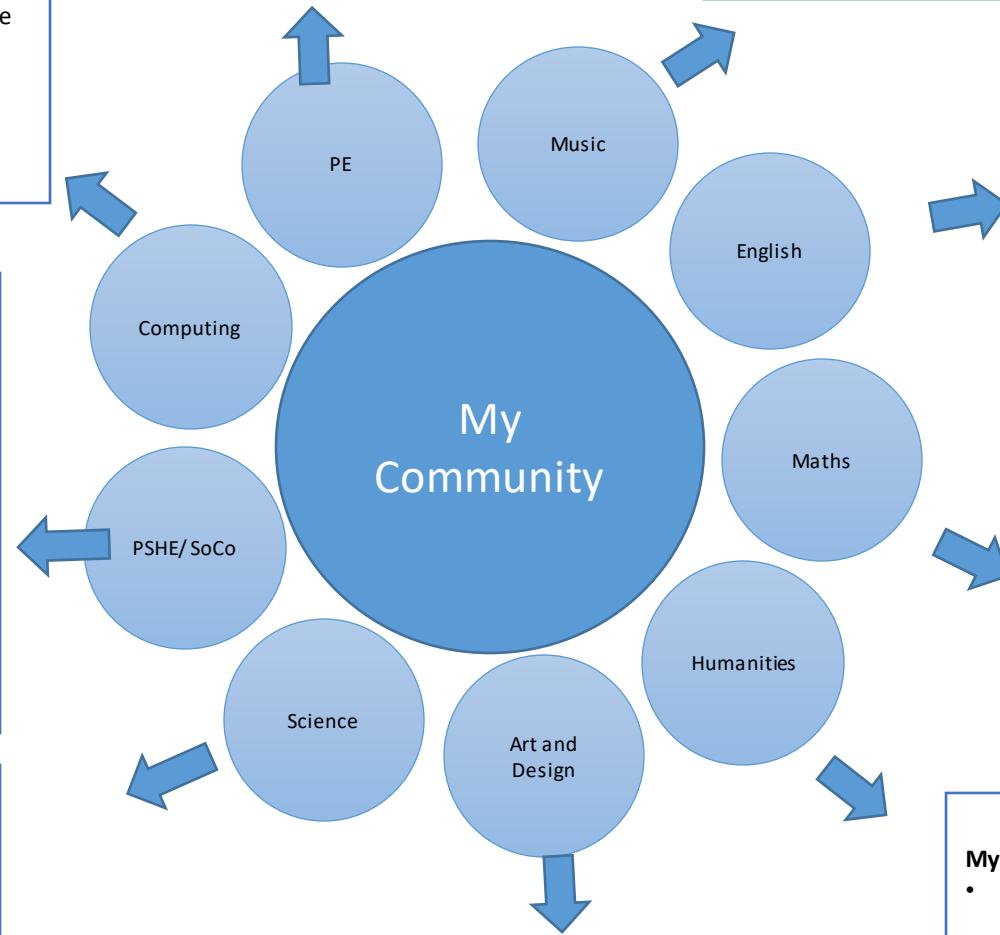 e
PE
Music
English
Computing
My
Community
Maths
PSHE/ SoCo
Humanities
Science
Art and
Design
My
•